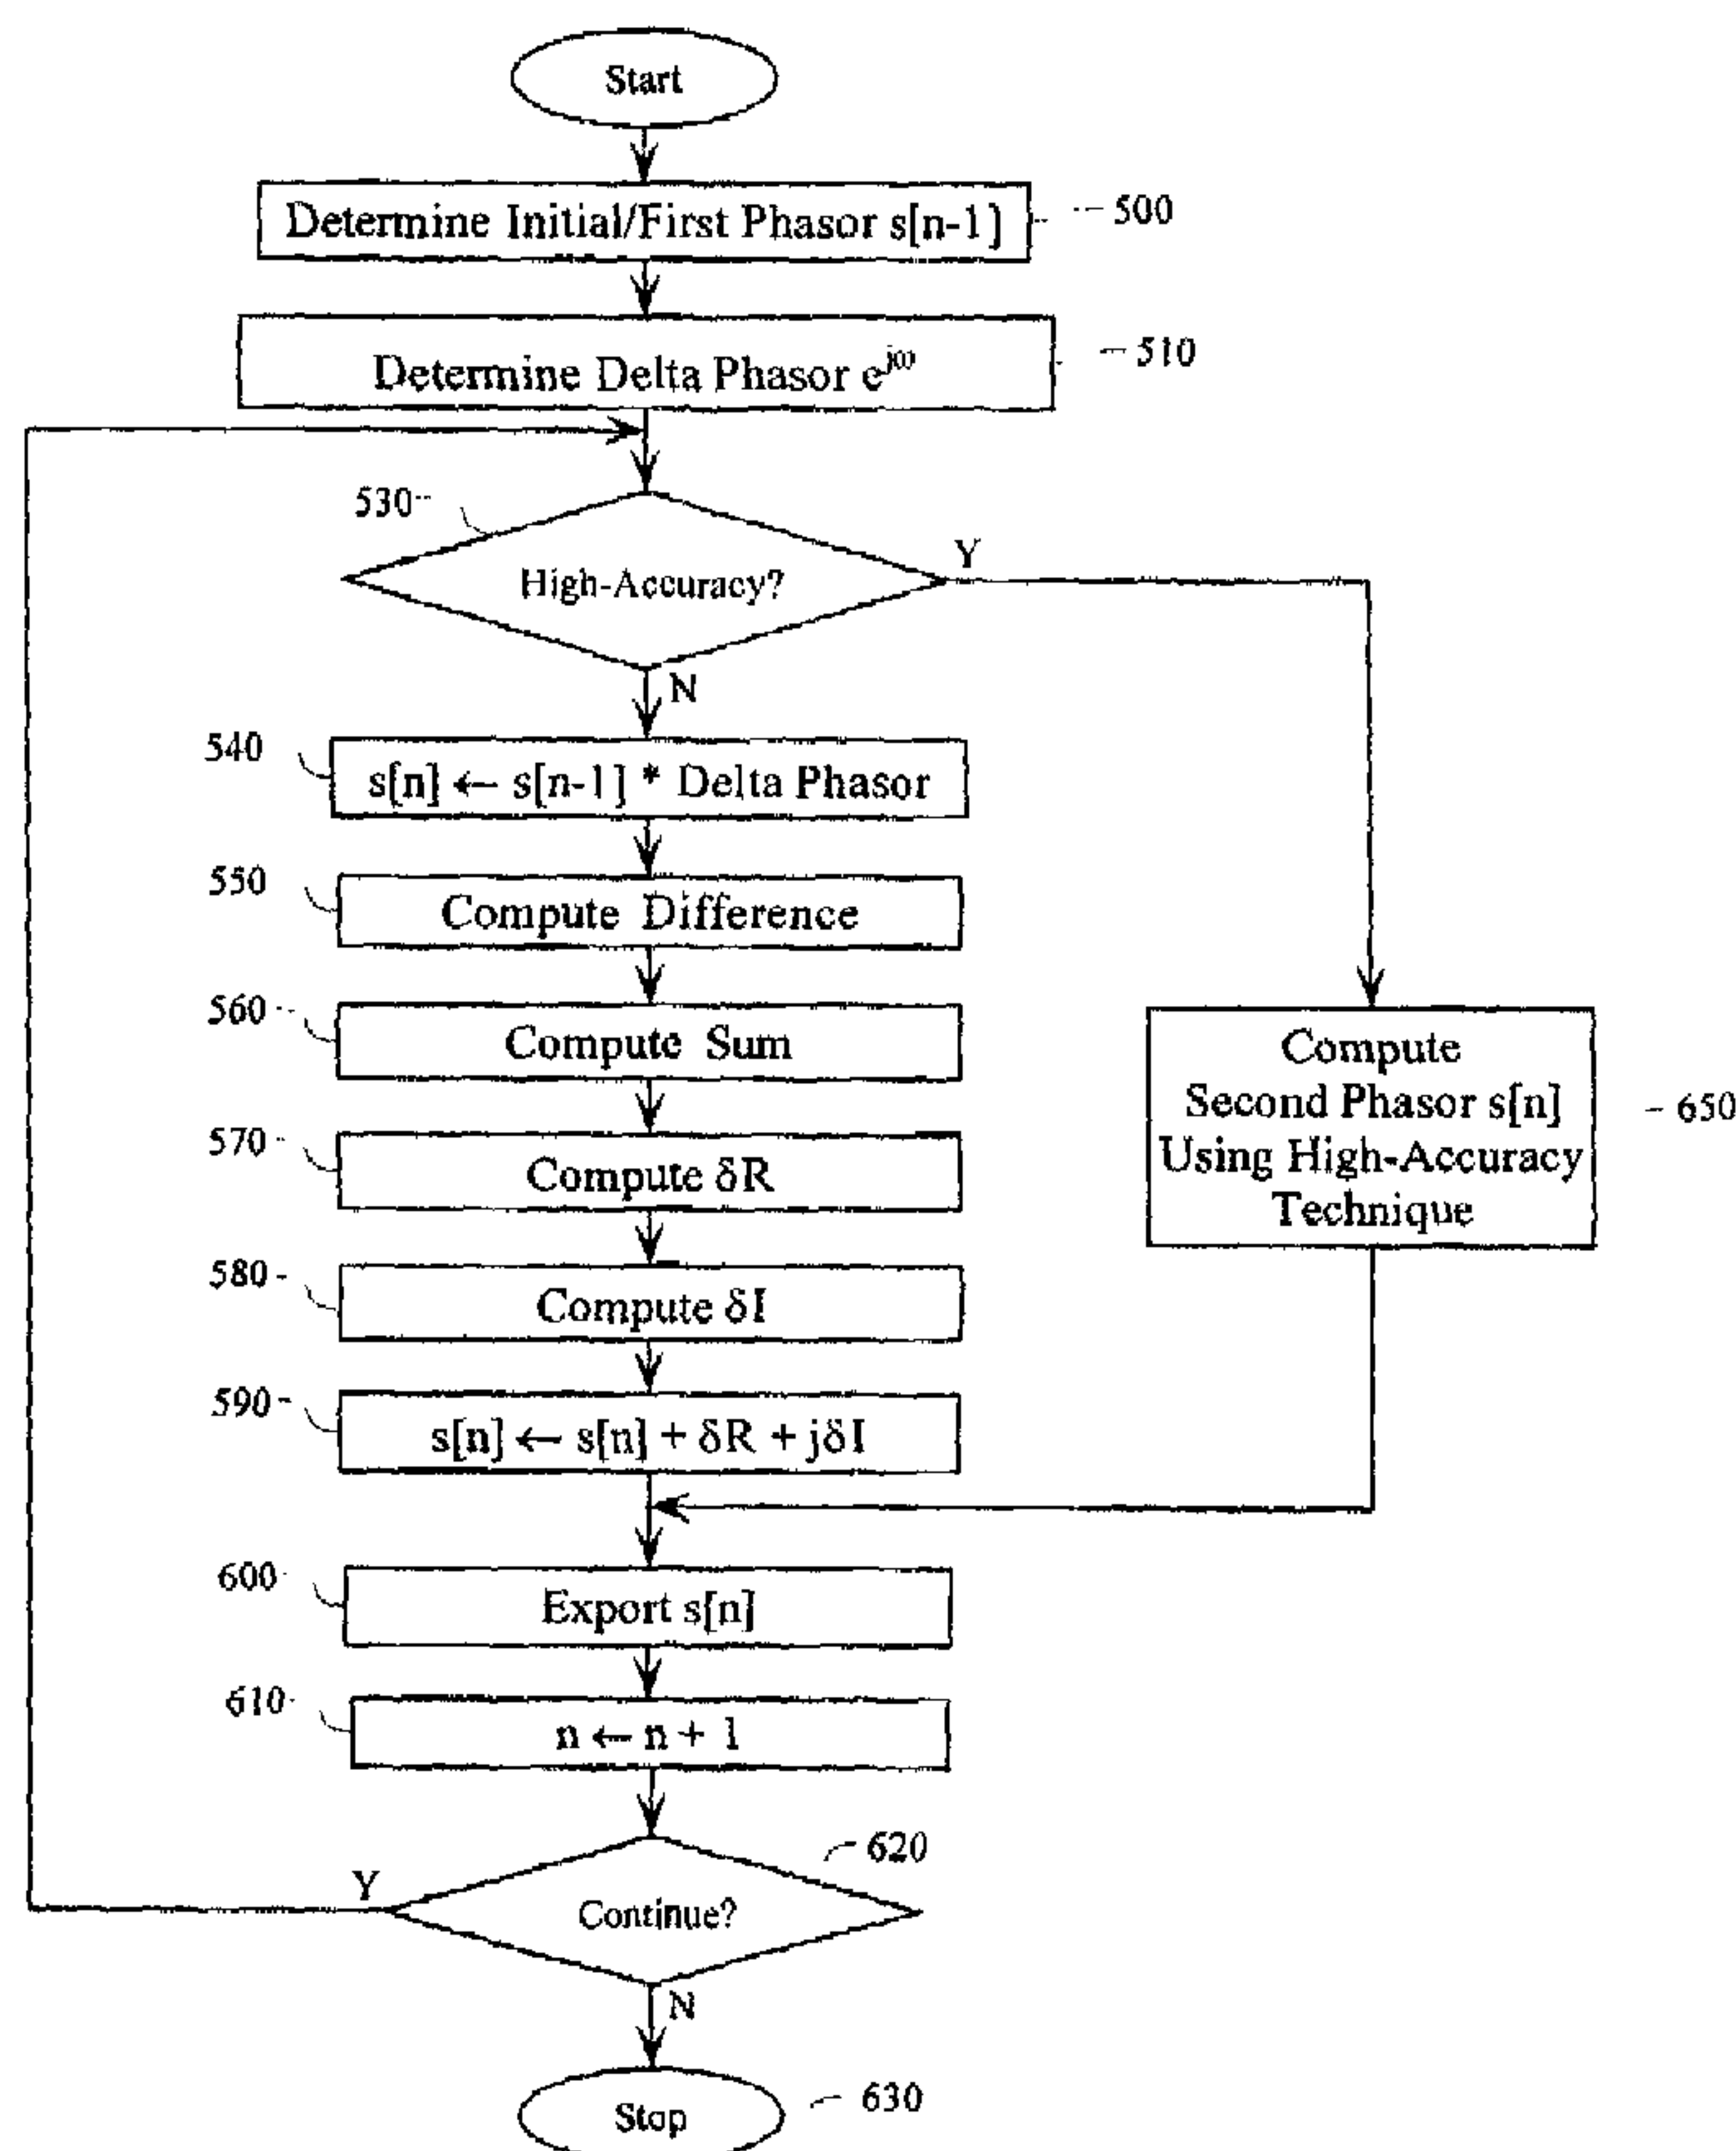 Start
Determine Initial/First Phasor s[n-1]
500
Determine Delta Phasor e^jω
510
530
High-Accuracy?
Y
N
540
s[n] ← s[n-1] * Delta Phasor
550
Compute Difference
560
Compute Sum
570
Compute δR
580
Compute δI
590
s[n] ← s[n] + δR + jδI
Compute
Second Phasor s[n]
Using High-Accuracy
Technique
650
600
Export s[n]
610
n ← n + 1
620
Continue?
Y
N
Stop
630